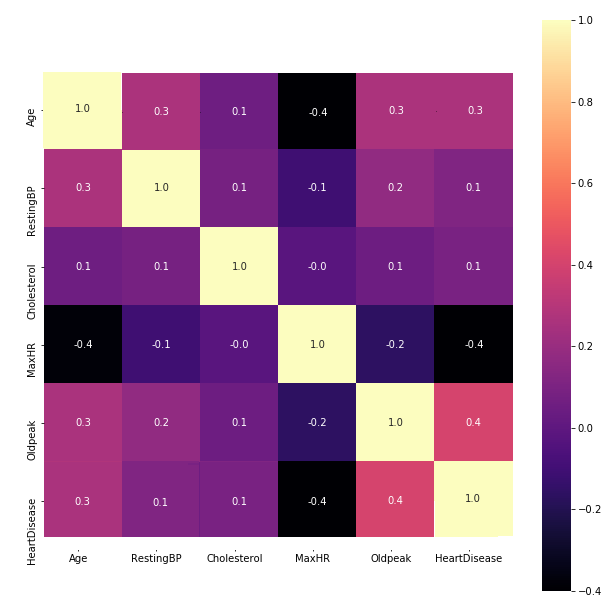 1.0
0.8
0.6
0.4
0.2
0.0
−0.2
−0.4
Age 1.0 0.3 0.1 -0.4 0.3 0.3
RestingBP 0.3 1.0 0.1 -0.1 0.2 0.1
Cholesterol 0.1 0.1 1.0 -0.0 0.1 0.1
MaxHR -0.4 -0.1 -0.0 1.0 -0.2 -0.4
Oldpeak 0.3 0.2 0.1 -0.2 1.0 0.4
HeartDisease 0.3 0.1 0.1 -0.4 0.4 1.0
Age RestingBP Cholesterol MaxHR Oldpeak HeartDisease